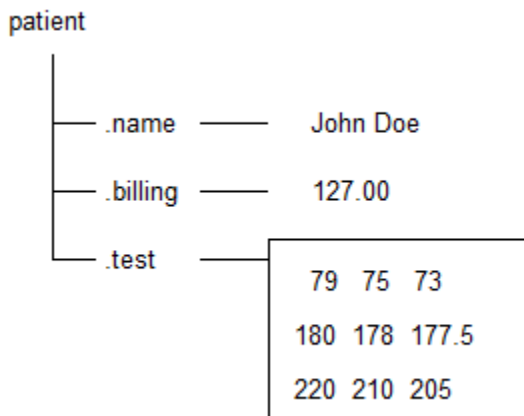 patient
.name John Doe
.billing 127.00
.test
79 75 73
180 178 177.5
220 210 205